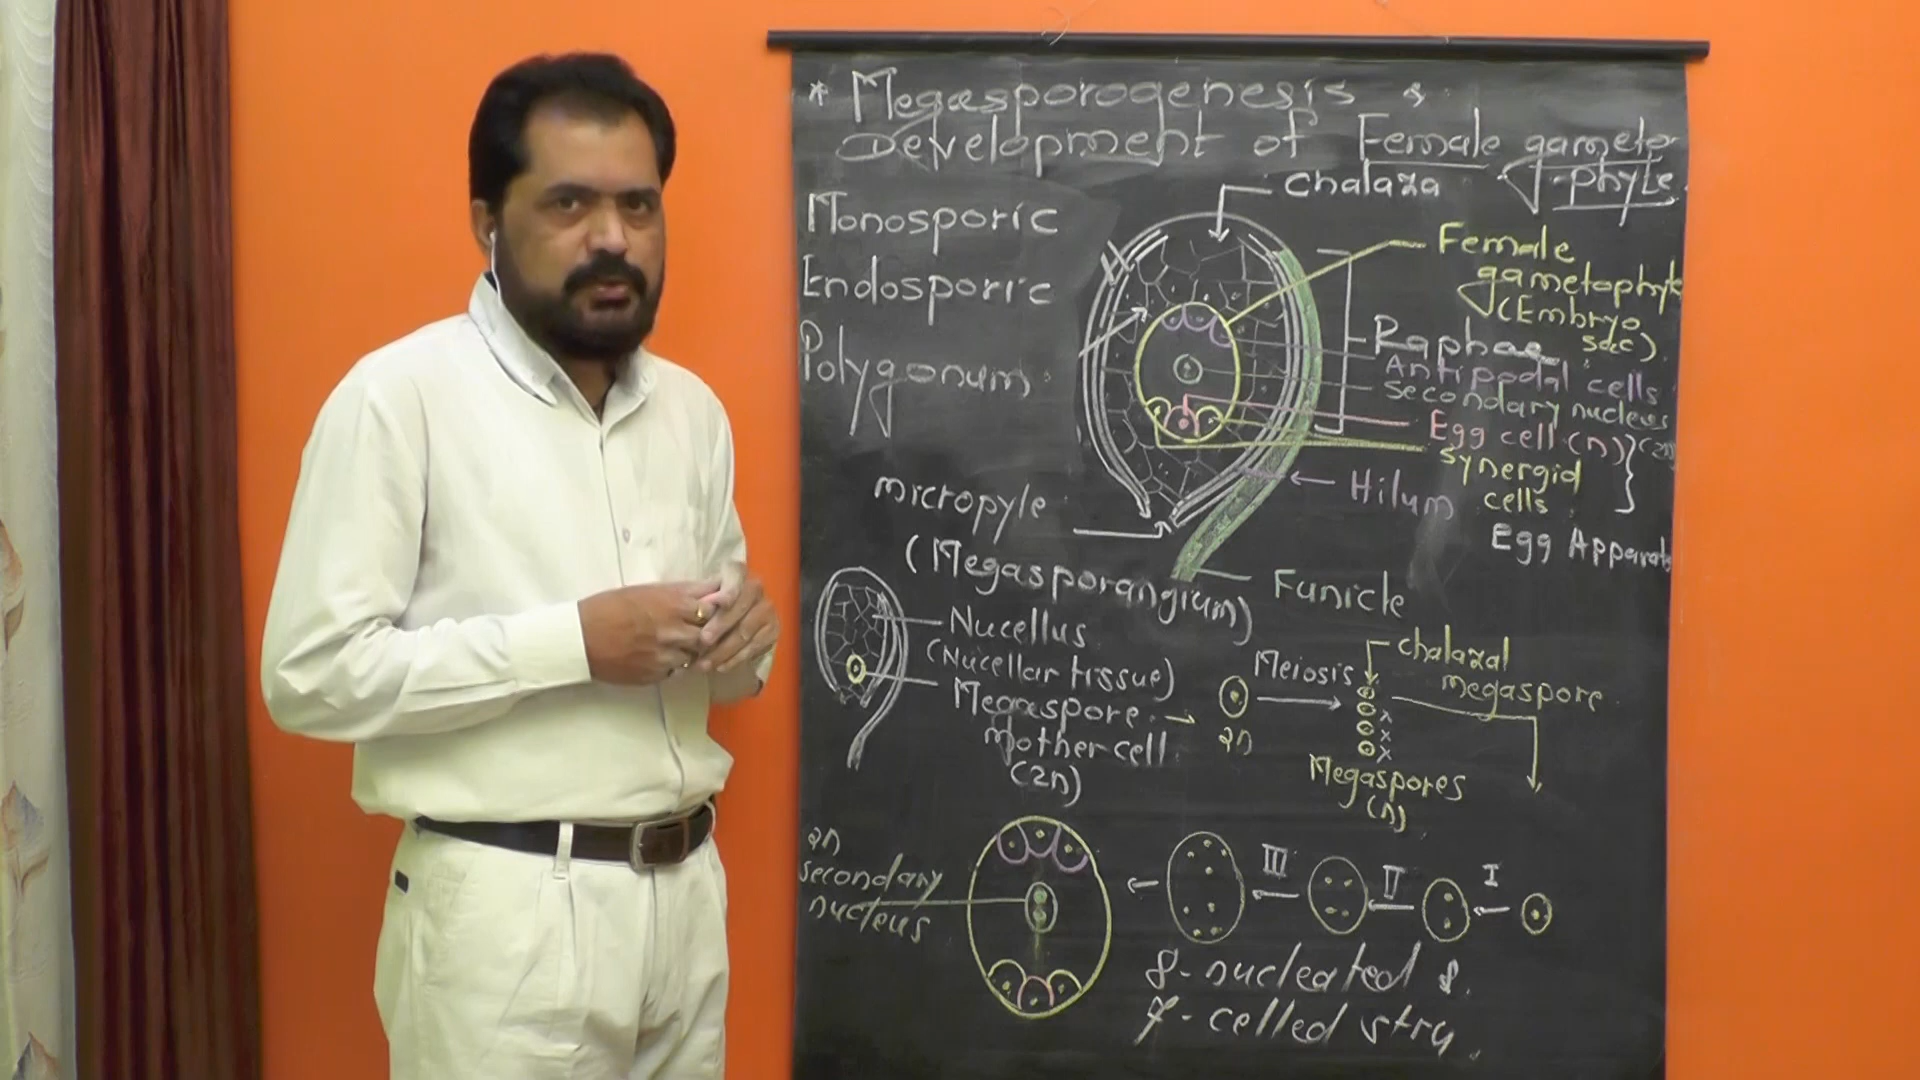 * Megasporogenesis &
Development of Female gameto-
phyte
Chalaza
Monosporic
Endosporic
Polygonum
Female
gametophyte
(Embryo
sac)
Raphae
Antipodal cells
secondary nucleus
Egg cell (n)
synergid
cells
Egg Apparatus
Hilum
micropyle
Funicle
(Megasporangium)
Nucellus
(Nucellar tissue)
Megaspore
mother cell
(2n)
2n
Meiosis
chalazal
megaspore
x
x
x
Megaspores
(n)
2n
secondary
nucleus
III
II
I
8-nucleated &
7-celled stru